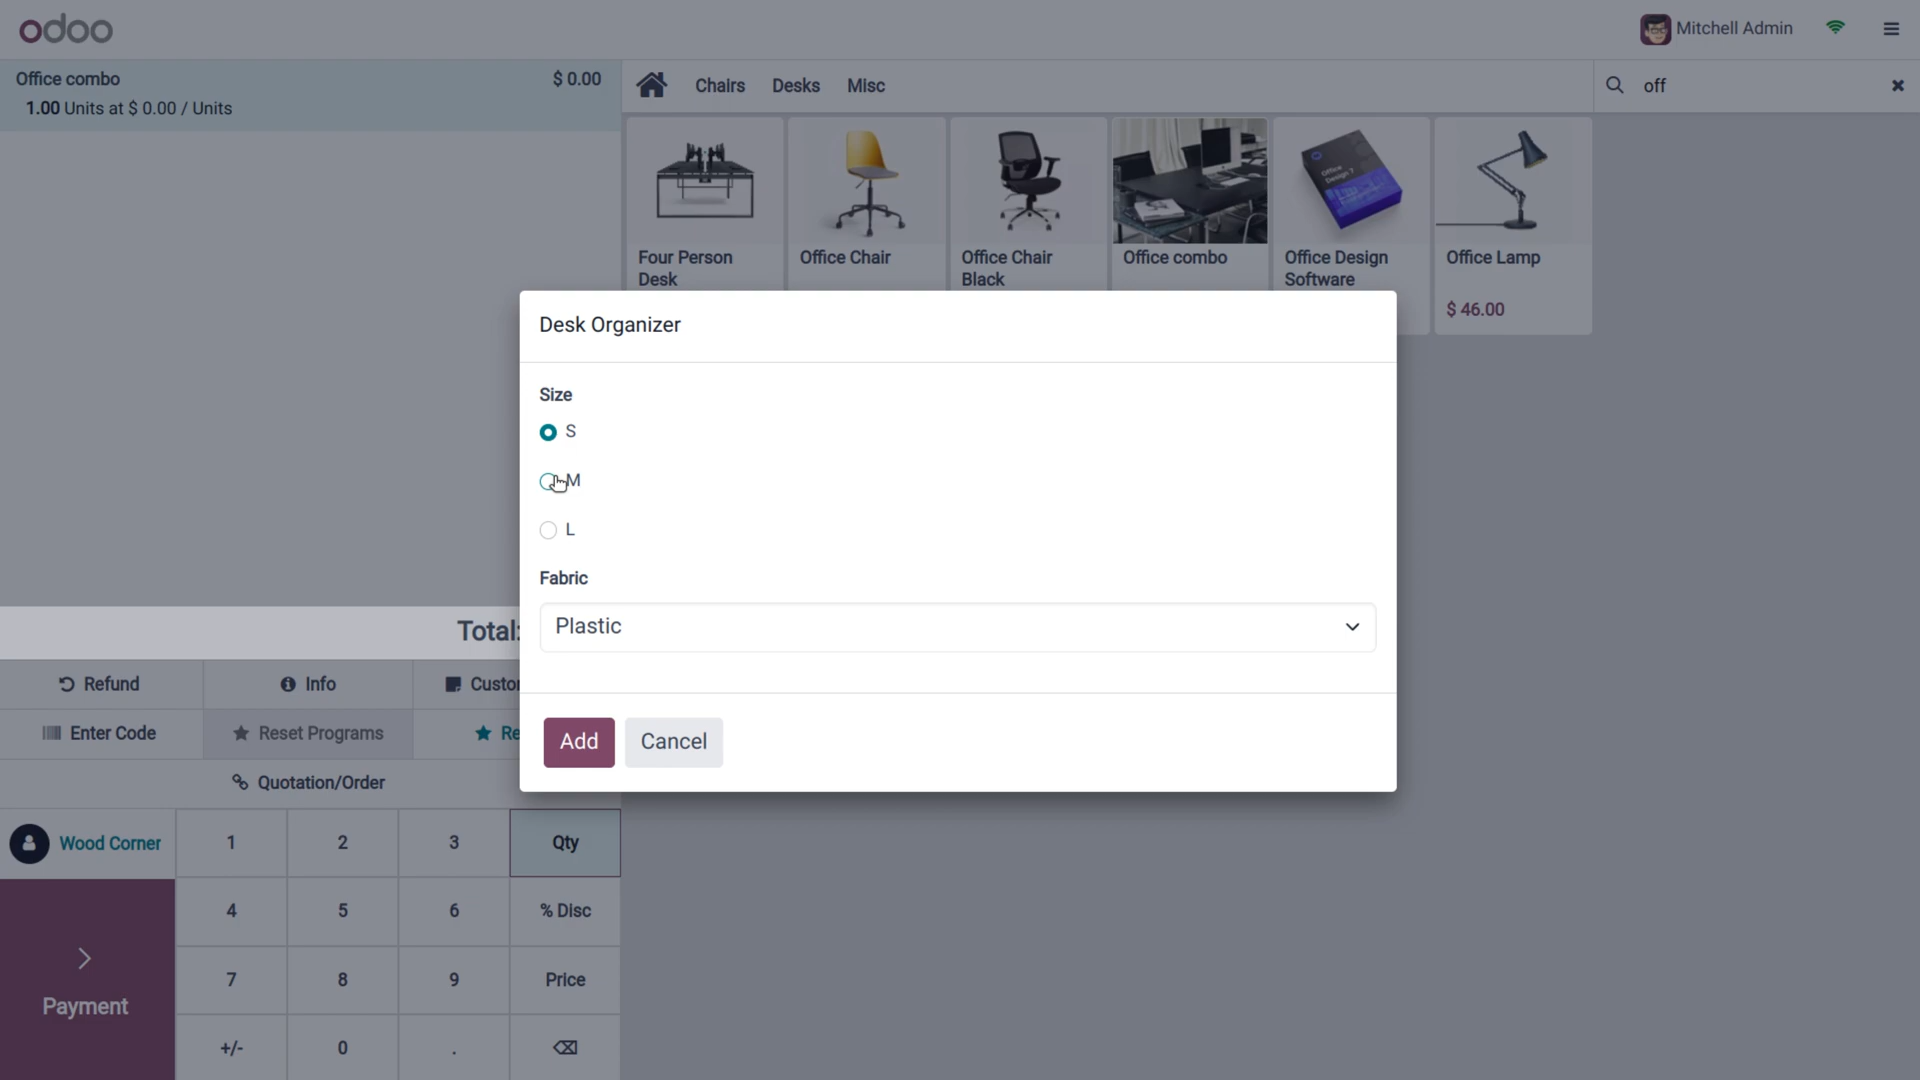 odoo
Mitchell Admin
Office combo $ 0.00
1.00 Units at $ 0.00 / Units
Chairs Desks Misc
off
Four Person
Desk
Office Chair
Office Chair
Black
Office combo
Office Design
Software
Office Lamp
$ 46.00
Desk Organizer
Size
S
M
L
Fabric
Plastic
Add Cancel
Total:
Refund Info Custo
Enter Code Reset Programs Re
Quotation/Order
Wood Corner 1 2 3 Qty
4 5 6 % Disc
7 8 9 Price
Payment
+/- 0 .